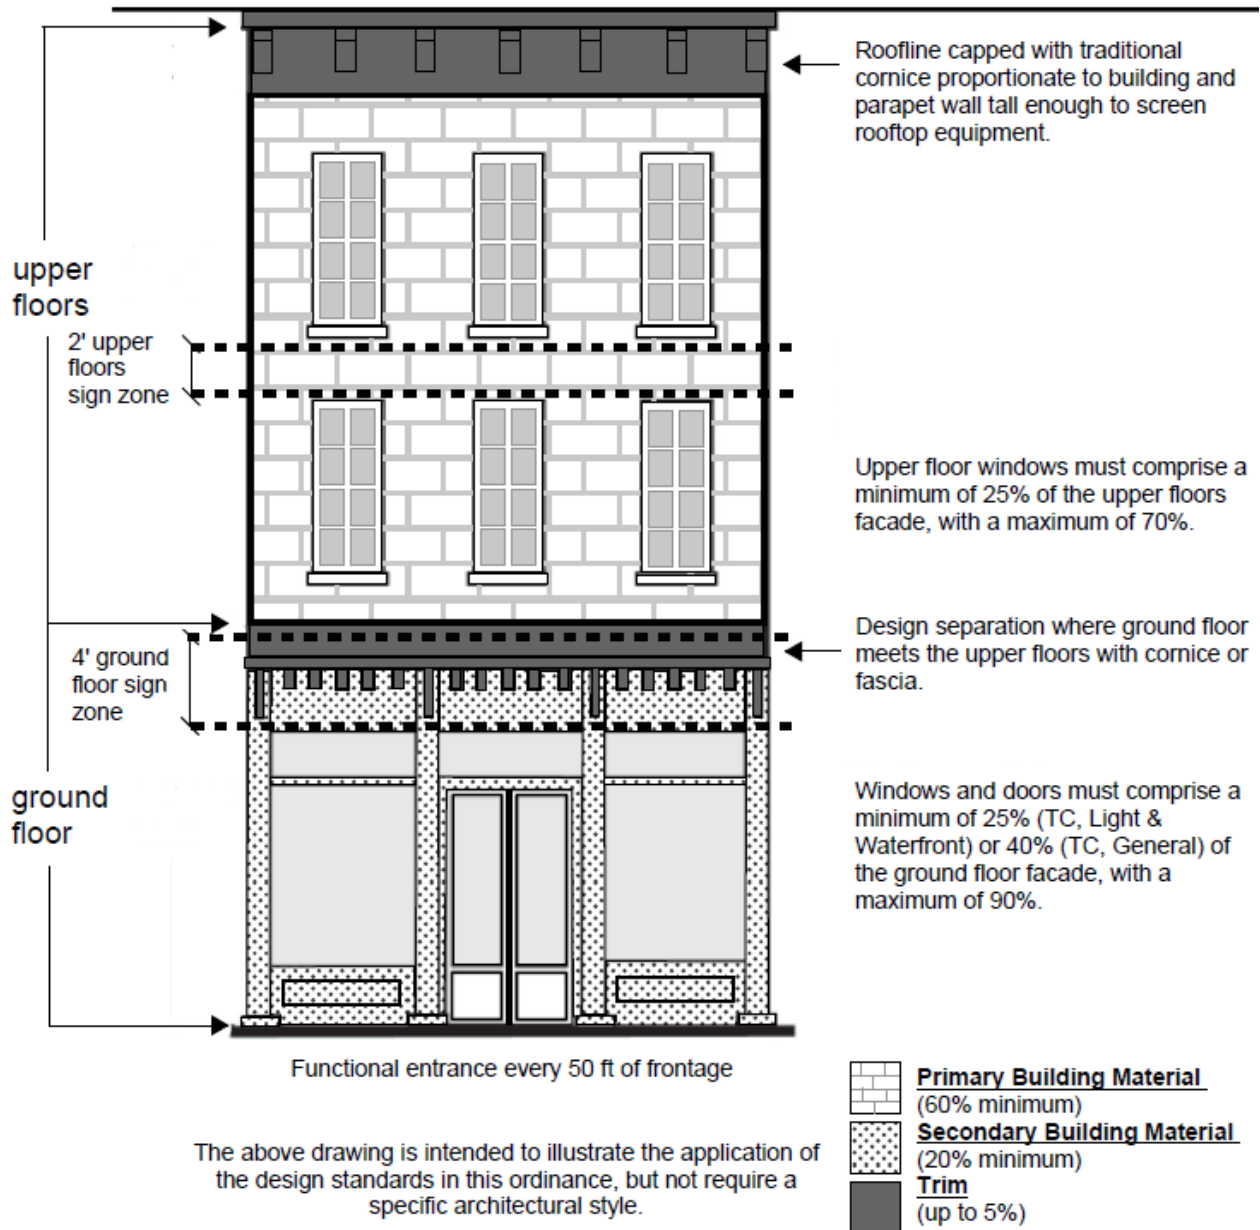 Roofline capped with traditional
cornice proportionate to building and
parapet wall tall enough to screen
rooftop equipment.
upper
floors
2' upper
floors
sign zone
Upper floor windows must comprise a
minimum of 25% of the upper floors
facade, with a maximum of 70%.
Design separation where ground floor
meets the upper floors with cornice or
fascia.
4' ground
floor sign
zone
ground
floor
Windows and doors must comprise a
minimum of 25% (TC, Light &
Waterfront) or 40% (TC, General) of
the ground floor facade, with a
maximum of 90%.
Functional entrance every 50 ft of frontage
Primary Building Material
(60% minimum)
Secondary Building Material
(20% minimum)
Trim
(up to 5%)
The above drawing is intended to illustrate the application of
the design standards in this ordinance, but not require a
specific architectural style.